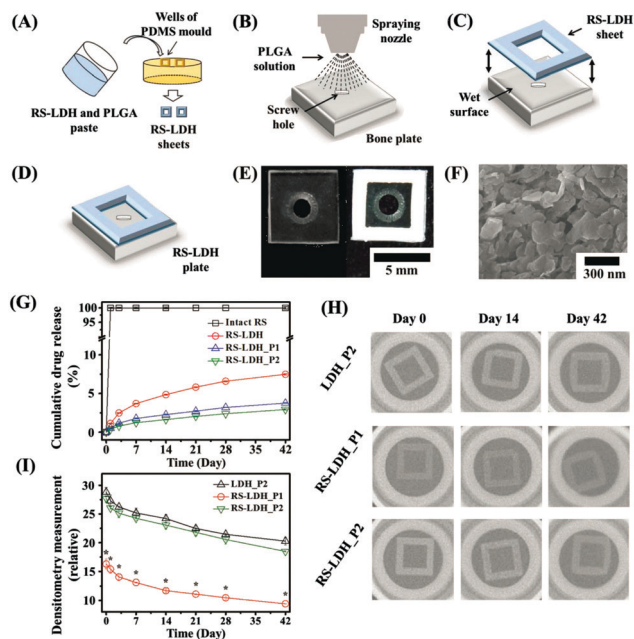 (A)
Wells of
PDMS mould
RS-LDH and PLGA
paste
RS-LDH
sheets
(B)
Spraying
nozzle
PLGA
solution
Screw
hole
Bone plate
(C)
RS-LDH
sheet
Wet
surface
(D)
RS-LDH
plate
(E)
5 mm
(F)
300 nm
(G)
Cumulative drug release
(%)
100
95
10
5
0
Intact RS
RS-LDH
RS-LDH_P1
RS-LDH_P2
0 7 14 21 28 35 42
Time (Day)
(H)
Day 0 Day 14 Day 42
LDH_P2
RS-LDH_P1
RS-LDH_P2
(I)
Densitometry measurement
(relative)
30
25
20
15
10
LDH_P2
RS-LDH_P1
RS-LDH_P2
* * * * * * * *
0 7 14 21 28 35 42
Time (Day)